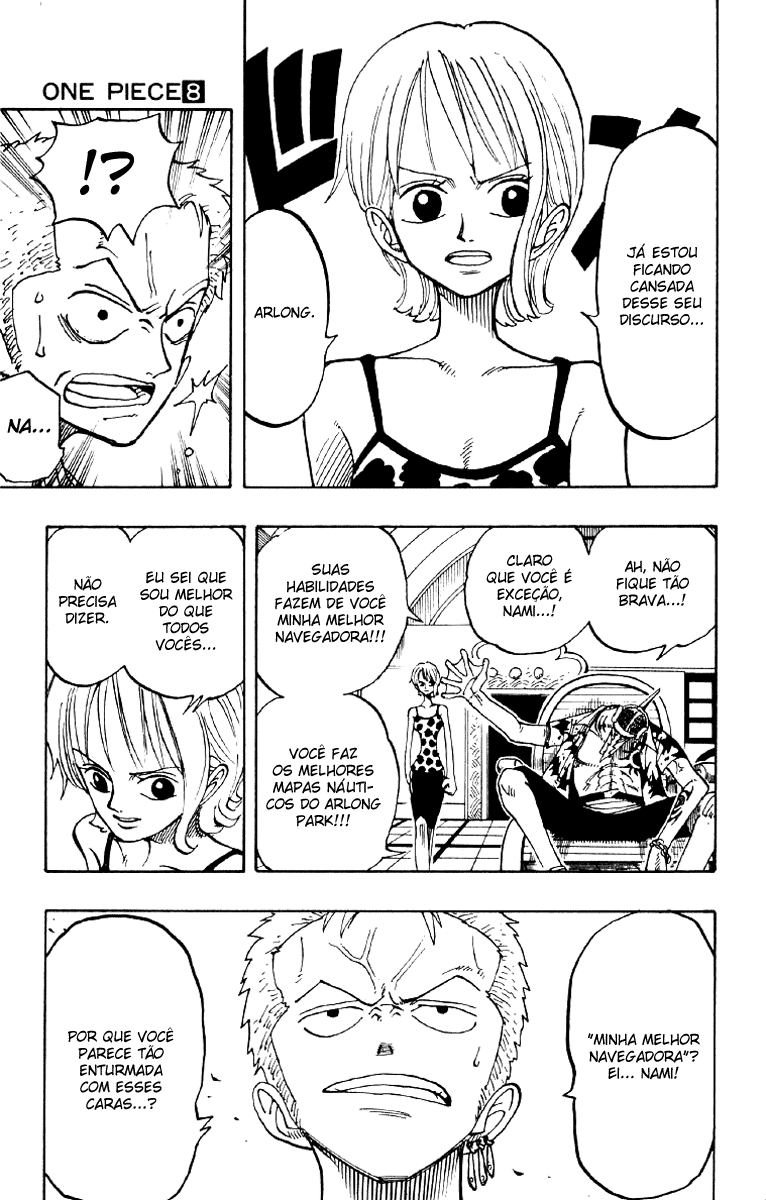 ONE PIECE 8
JÁ ESTOU
FICANDO
CANSADA
DESSE SEU
DISCURSO...
ARLONG.
!?
NA...
AH, NÃO
FIQUE TÃO
BRAVA...!
CLARO
QUE VOCÊ É
EXCEÇÃO,
NAMI...!
SUAS
HABILIDADES
FAZEM DE VOCÊ
MINHA MELHOR
NAVEGADORA!!!
VOCÊ FAZ
OS MELHORES
MAPAS NÁUTI-
COS DO ARLONG
PARK!!!
EU SEI QUE
SOU MELHOR
DO QUE
TODOS
VOCÊS...
NÃO
PRECISA
DIZER.
"MINHA MELHOR
NAVEGADORA"?
EI... NAMI!
POR QUE VOCÊ
PARECE TÃO
ENTURMADA
COM ESSES
CARAS...?